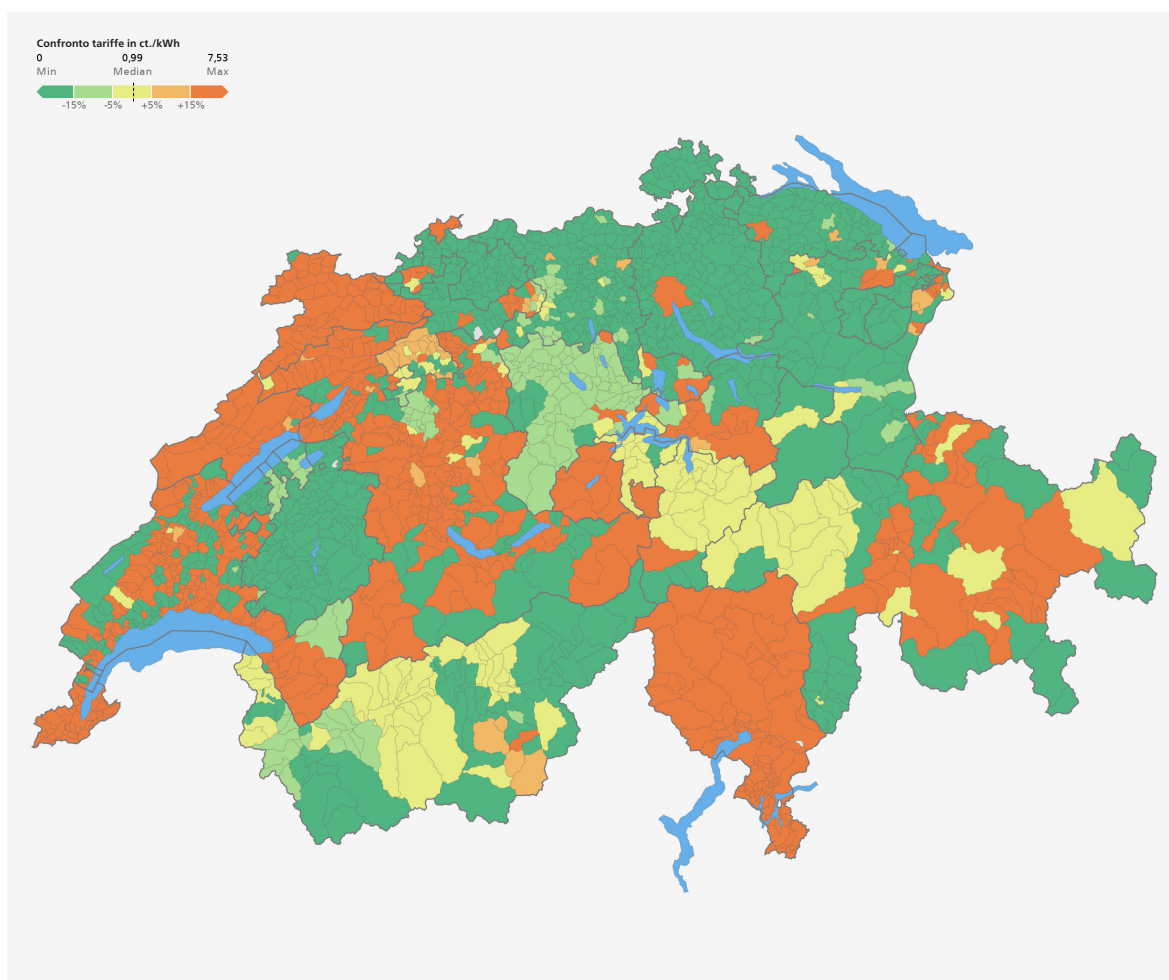 Confronto tariffe in ct./kWh
0 0,99 7,53
Min Median Max
-15% -5% +5% +15%